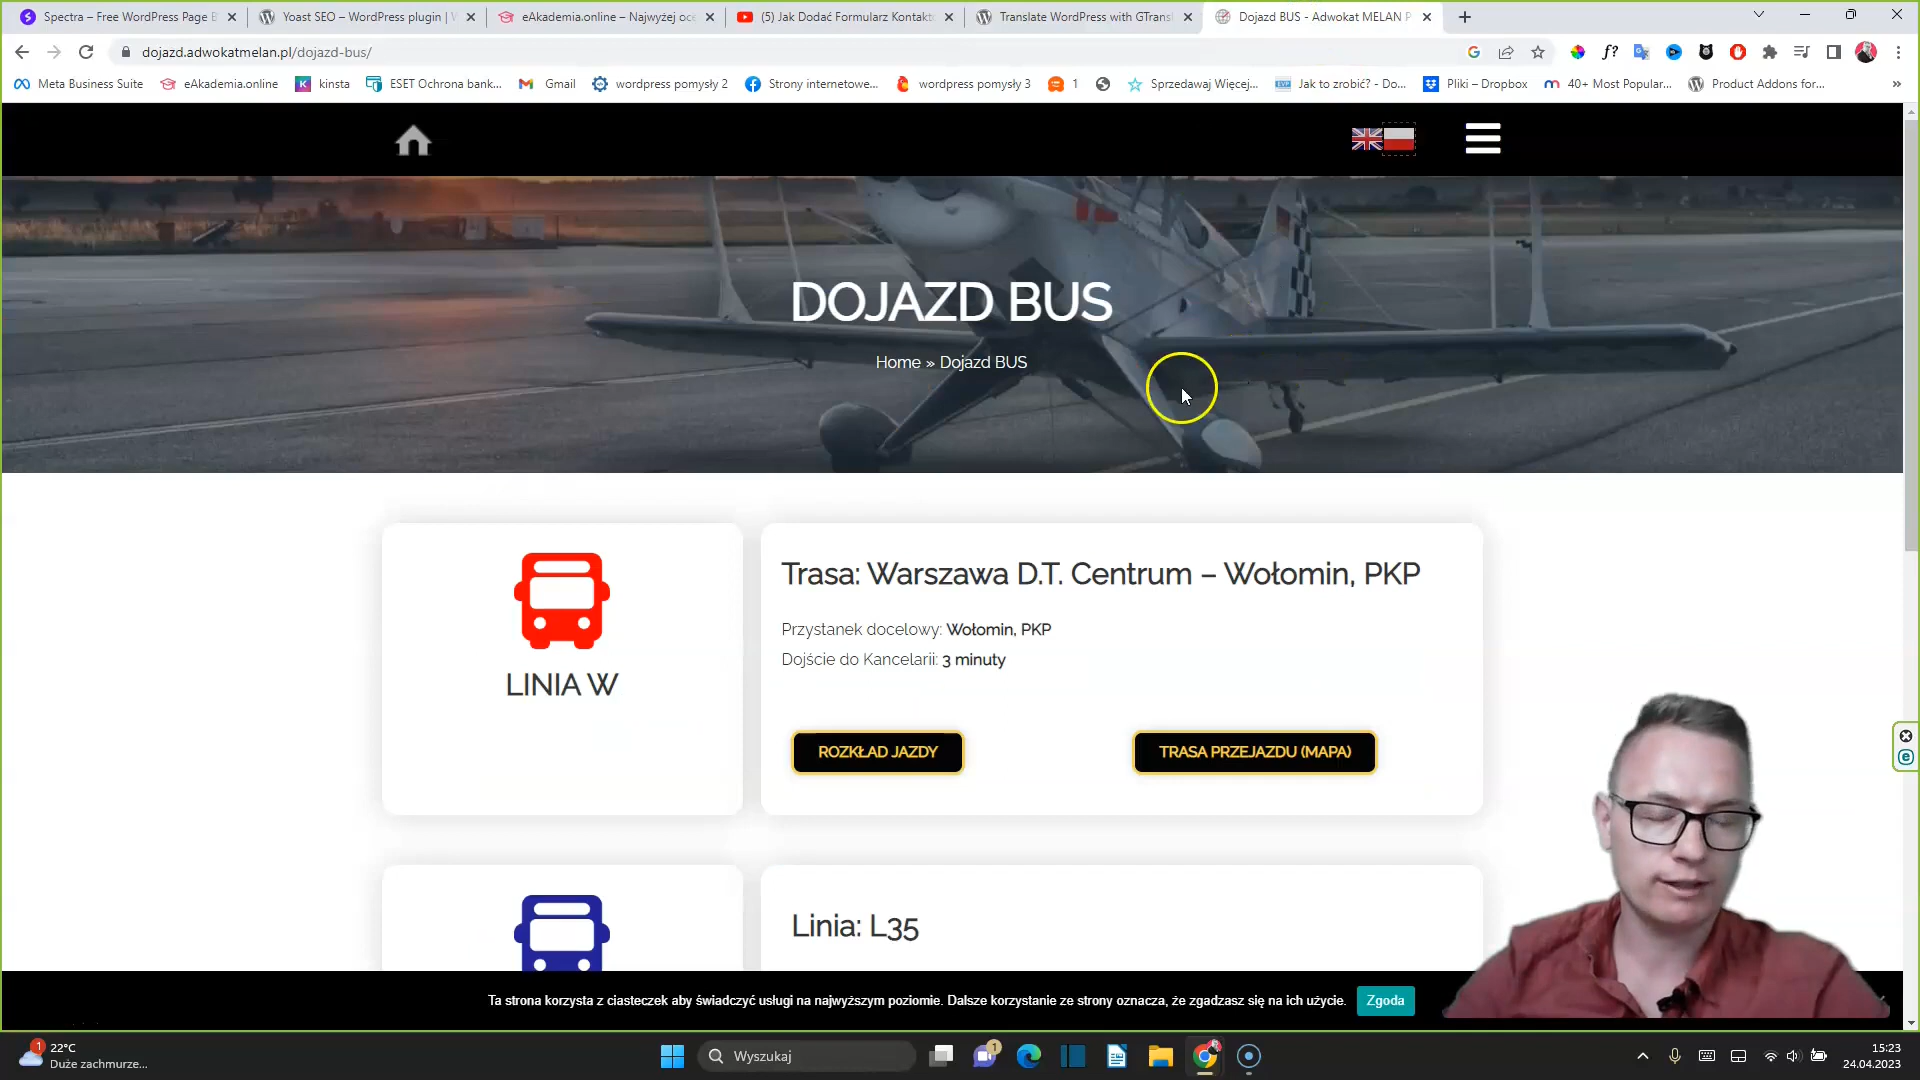 Spectra – Free WordPress Page B
Yoast SEO – WordPress plugin | W
eAkademia.online – Najwyżej oce
(5) Jak Dodać Formularz Kontakt
Translate WordPress with GTransl
Dojazd BUS - Adwokat MELAN P
dojazd.adwokatmelan.pl/dojazd-bus/
Meta Business Suite
eAkademia.online
kinsta
ESET Ochrona bank...
Gmail
wordpress pomysły 2
Strony internetowe...
wordpress pomysły 3
1
Sprzedawaj Więcej,...
Jak to zrobić? - Do...
Pliki – Dropbox
40+ Most Popular...
Product Addons for...
»
DOJAZD BUS
Home » Dojazd BUS
LINIA W
Trasa: Warszawa D.T. Centrum – Wołomin, PKP
Przystanek docelowy: Wołomin, PKP
Dojście do Kancelarii: 3 minuty
ROZKŁAD JAZDY
TRASA PRZEJAZDU (MAPA)
Linia: L35
Ta strona korzysta z ciasteczek aby świadczyć usługi na najwyższym poziomie. Dalsze korzystanie ze strony oznacza, że zgadzasz się na ich użycie.
Zgoda
1
22°C
Duże zachmurze...
Wyszukaj
1
15:23
24.04.2023